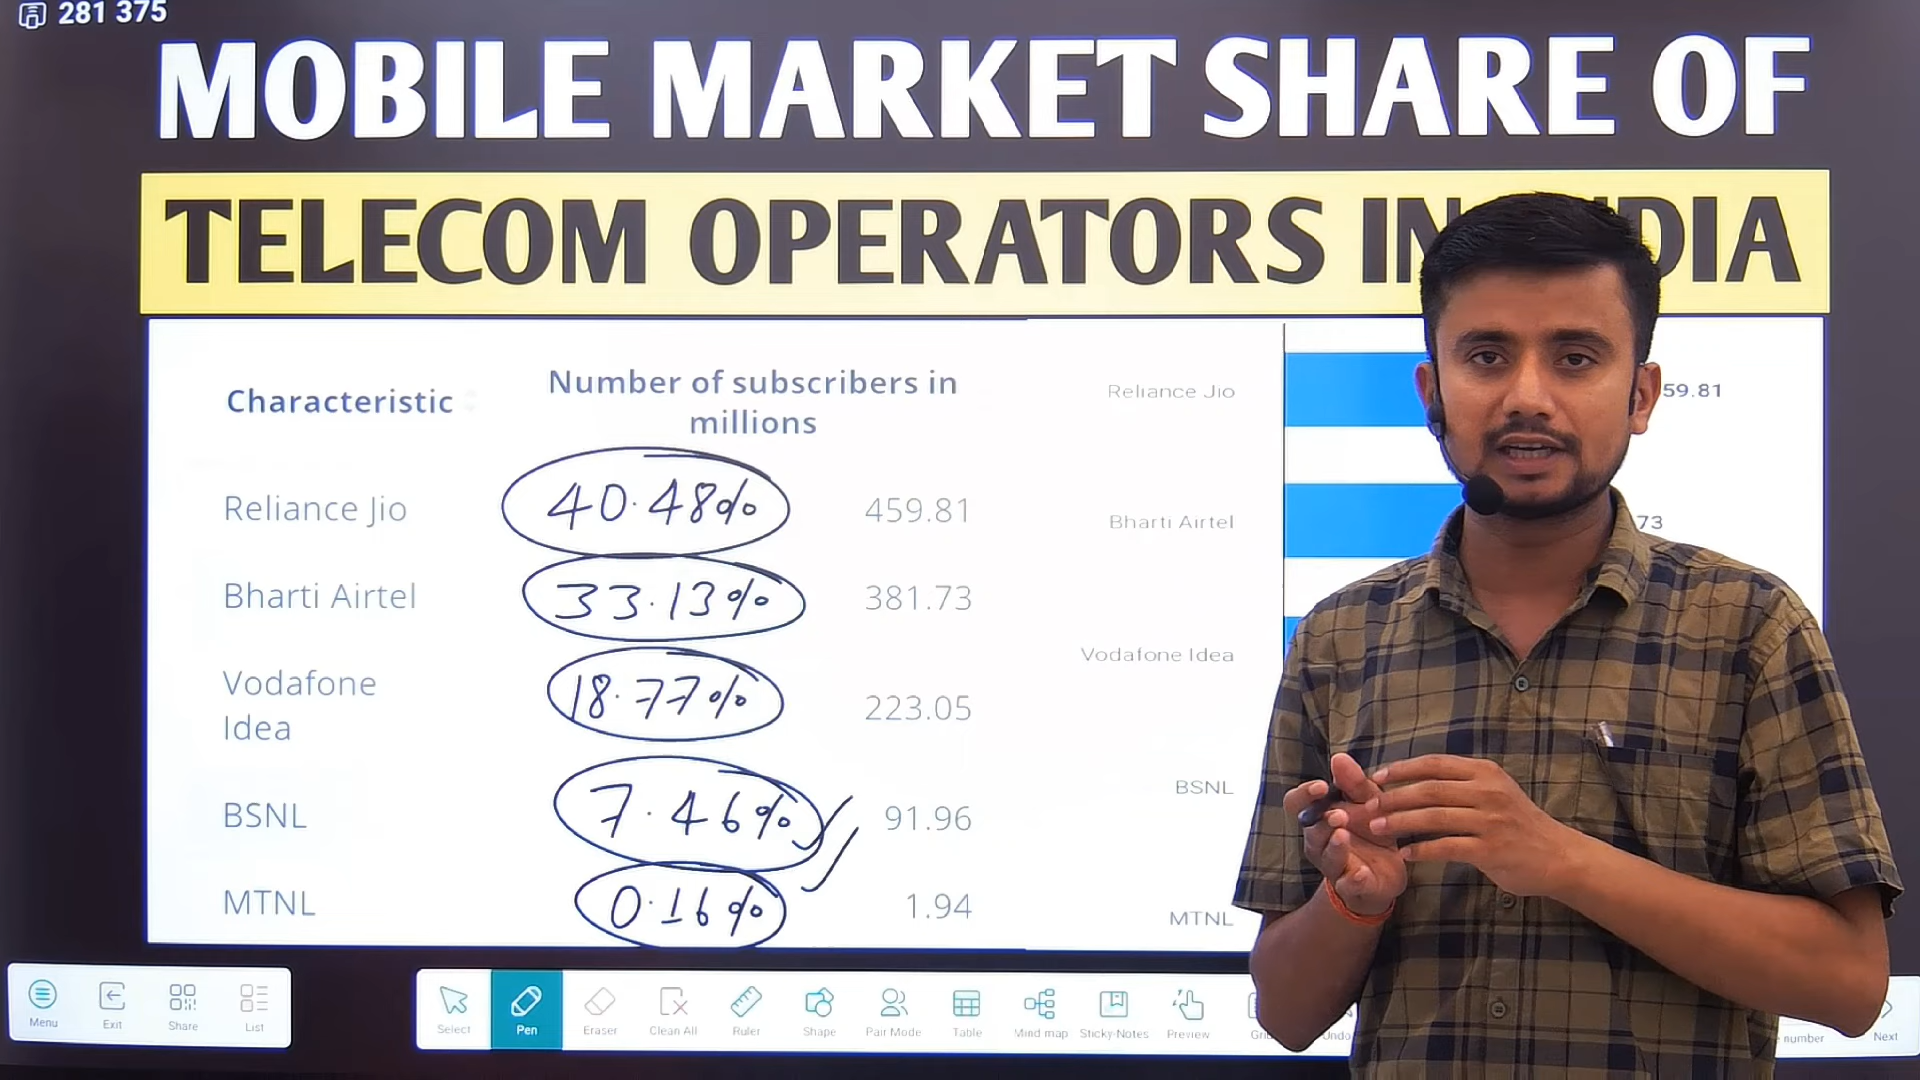 281 375
MOBILE MARKET SHARE OF
TELECOM OPERATORS IN DIA
Characteristic
Number of subscribers in
millions
Reliance Jio 40.48% 459.81
Bharti Airtel 33.13% 381.73
Vodafone
Idea 18.77% 223.05
BSNL 7.46% 91.96
MTNL 0.16% 1.94
Reliance Jio 59.81
Bharti Airtel 73
Vodafone Idea
BSNL
MTNL
Menu Exit Share List
Select Pen Eraser Clean All Ruler Shape Pair Mode Table Mind map Sticky-Notes Preview Undo number Next